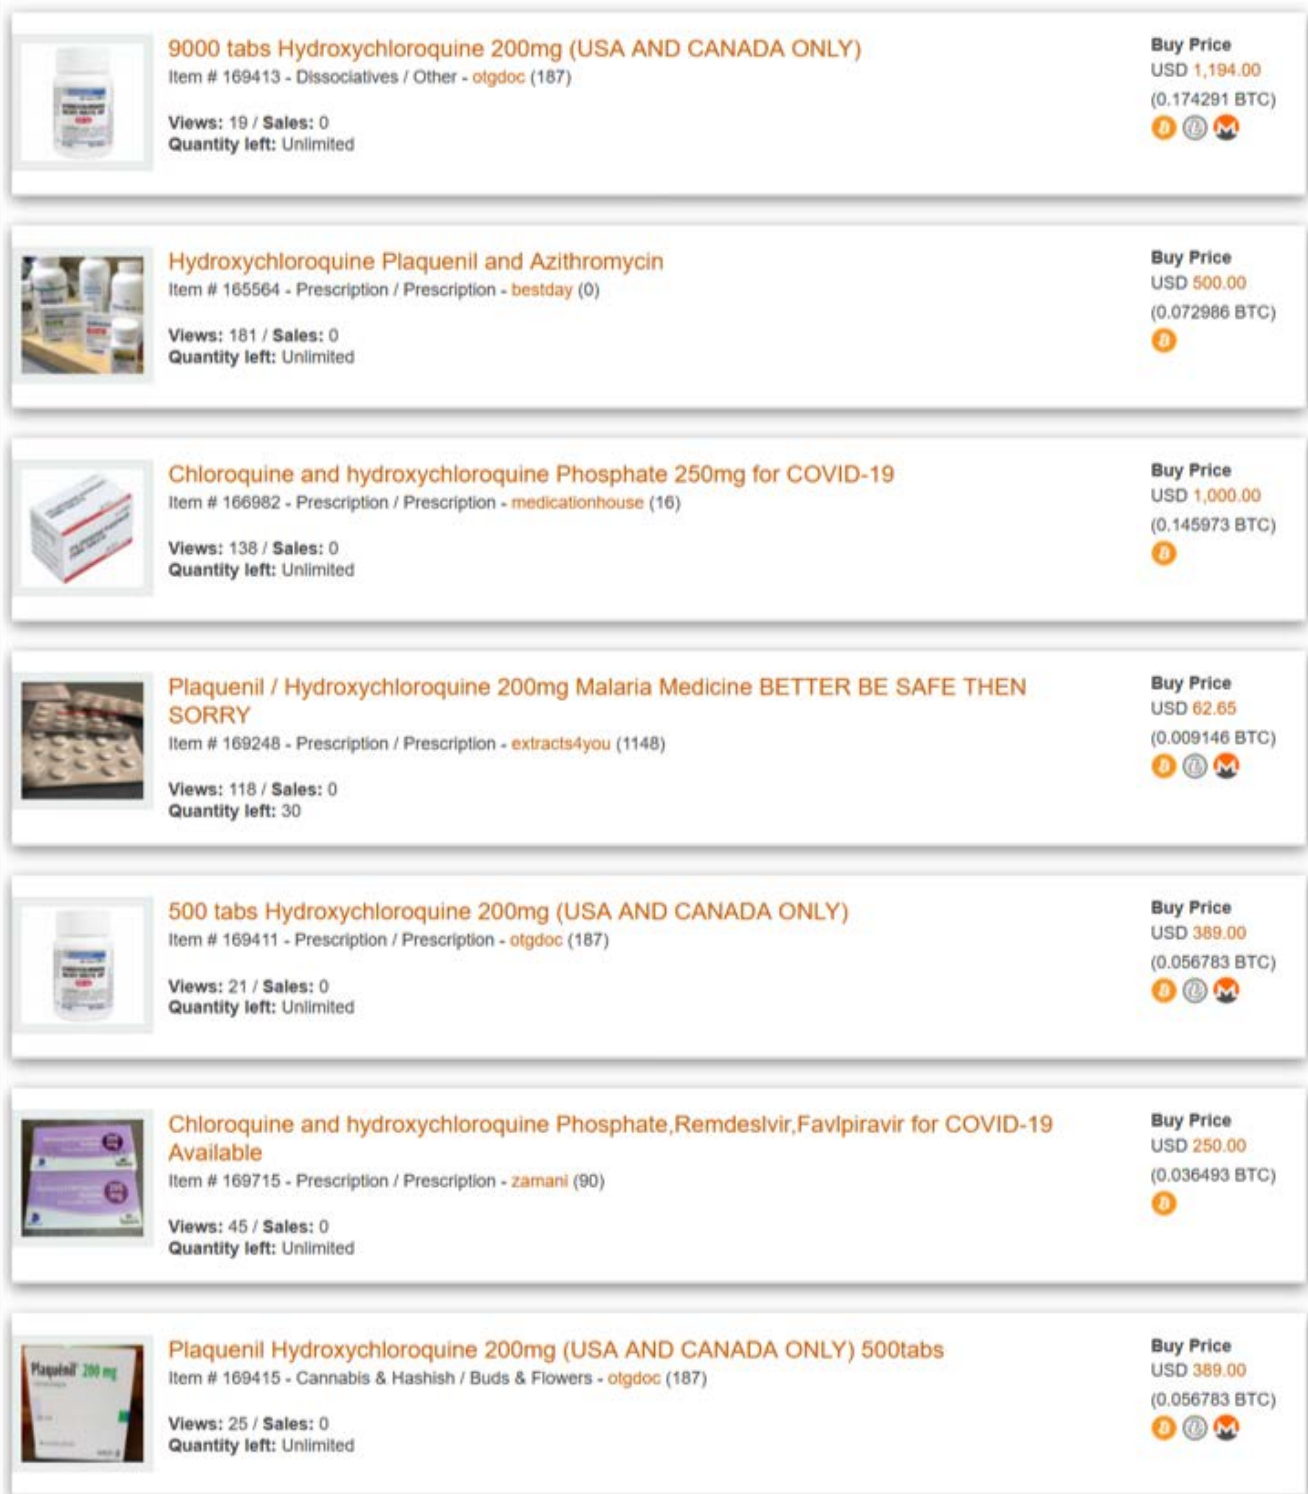 9000 tabs Hydroxychloroquine 200mg (USA AND CANADA ONLY)
Item # 169413 - Dissociatives / Other - otgdoc (187)
Views: 19 / Sales: 0
Quantity left: Unlimited
Buy Price
USD 1,194.00
(0.174291 BTC)
Hydroxychloroquine Plaquenil and Azithromycin
Item # 165564 - Prescription / Prescription - bestday (0)
Views: 181 / Sales: 0
Quantity left: Unlimited
Buy Price
USD 500.00
(0.072986 BTC)
Chloroquine and hydroxychloroquine Phosphate 250mg for COVID-19
Item # 166982 - Prescription / Prescription - medicationhouse (16)
Views: 138 / Sales: 0
Quantity left: Unlimited
Buy Price
USD 1,000.00
(0.145973 BTC)
Plaquenil / Hydroxychloroquine 200mg Malaria Medicine BETTER BE SAFE THEN
SORRY
Item # 169248 - Prescription / Prescription - extracts4you (1148)
Views: 118 / Sales: 0
Quantity left: 30
Buy Price
USD 62.65
(0.009146 BTC)
500 tabs Hydroxychloroquine 200mg (USA AND CANADA ONLY)
Item # 169411 - Prescription / Prescription - otgdoc (187)
Views: 21 / Sales: 0
Quantity left: Unlimited
Buy Price
USD 389.00
(0.056783 BTC)
Chloroquine and hydroxychloroquine Phosphate,Remdeslvir,Favlpiravir for COVID-19
Available
Item # 169715 - Prescription / Prescription - zamani (90)
Views: 45 / Sales: 0
Quantity left: Unlimited
Buy Price
USD 250.00
(0.036493 BTC)
Plaquénil 200 mg
Plaquenil Hydroxychloroquine 200mg (USA AND CANADA ONLY) 500tabs
Item # 169415 - Cannabis & Hashish / Buds & Flowers - otgdoc (187)
Views: 25 / Sales: 0
Quantity left: Unlimited
Buy Price
USD 389.00
(0.056783 BTC)